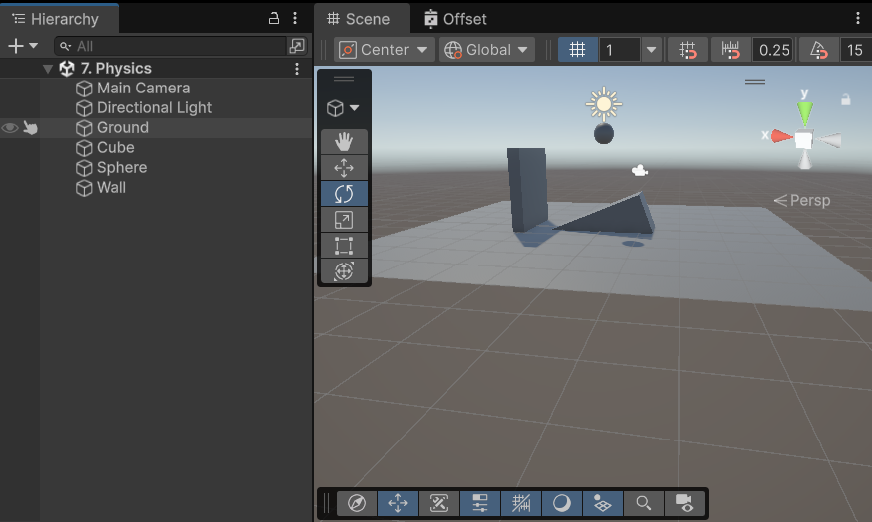 Hierarchy
All
7. Physics
Main Camera
Directional Light
Ground
Cube
Sphere
Wall
Scene
Offset
Center
Global
1
0.25
15
y
x
Persp